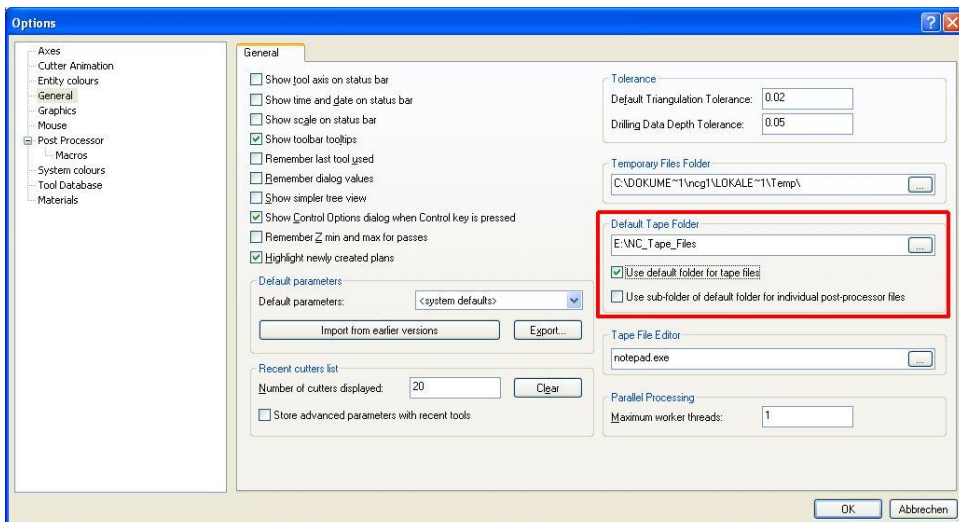 Options
Axes
Cutter Animation
Entity colours
General
Graphics
Mouse
Post Processor
Macros
System colours
Tool Database
Materials
General
Show tool axis on status bar
Show time and date on status bar
Show scale on status bar
Show toolbar tooltips
Remember last tool used
Remember dialog values
Show simpler tree view
Show Control Options dialog when Control key is pressed
Remember Z min and max for passes
Highlight newly created plans
Default parameters
Default parameters: <system defaults>
Import from earlier versions Export...
Recent cutters list
Number of cutters displayed: 20 Clear
Store advanced parameters with recent tools
Tolerance
Default Triangulation Tolerance: 0.02
Drilling Data Depth Tolerance: 0.05
Temporary Files Folder
C:\DOKUME~1\ncg1\LOKALE~1\Temp\ ...
Default Tape Folder
E:\NC_Tape_Files ...
Use default folder for tape files
Use sub-folder of default folder for individual post-processor files
Tape File Editor
notepad.exe ...
Parallel Processing
Maximum worker threads: 1
OK Abbrechen